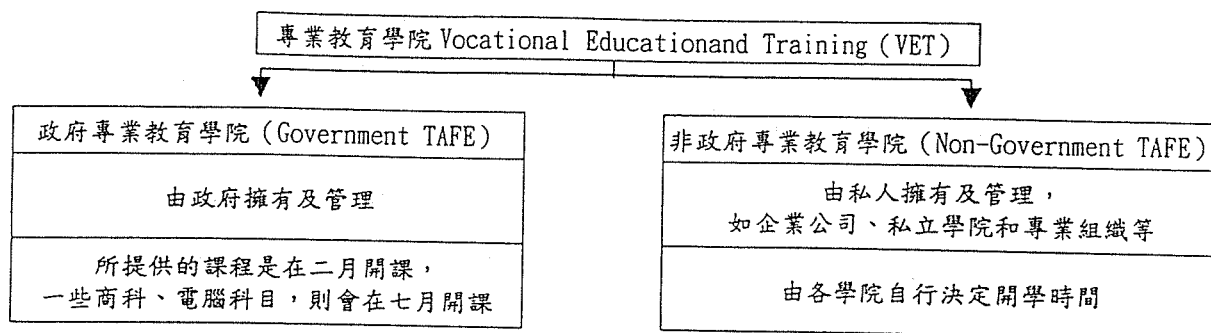 專業教育學院 Vocational Educationand Training (VET)
政府專業教育學院 (Government TAFE)
由政府擁有及管理
所提供的課程是在二月開課，
一些商科、電腦科目，則會在七月開課
非政府專業教育學院 (Non-Government TAFE)
由私人擁有及管理，
如企業公司、私立學院和專業組織等
由各學院自行決定開學時間